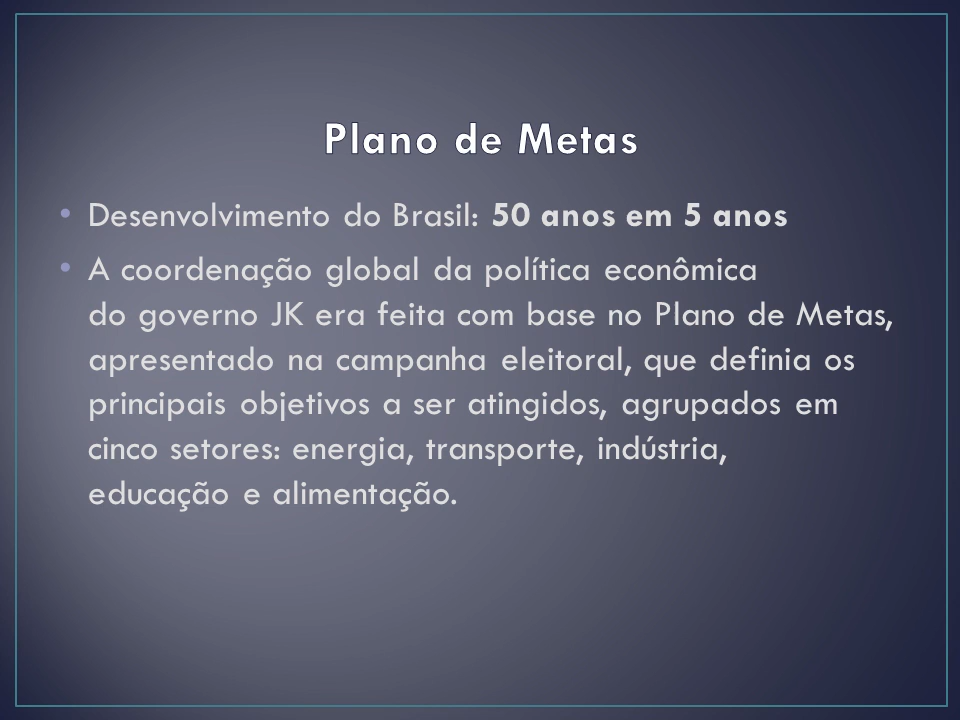 Plano de Metas
• Desenvolvimento do Brasil: 50 anos em 5 anos
• A coordenação global da política econômica
do governo JK era feita com base no Plano de Metas,
apresentado na campanha eleitoral, que definia os
principais objetivos a ser atingidos, agrupados em
cinco setores: energia, transporte, indústria,
educação e alimentação.